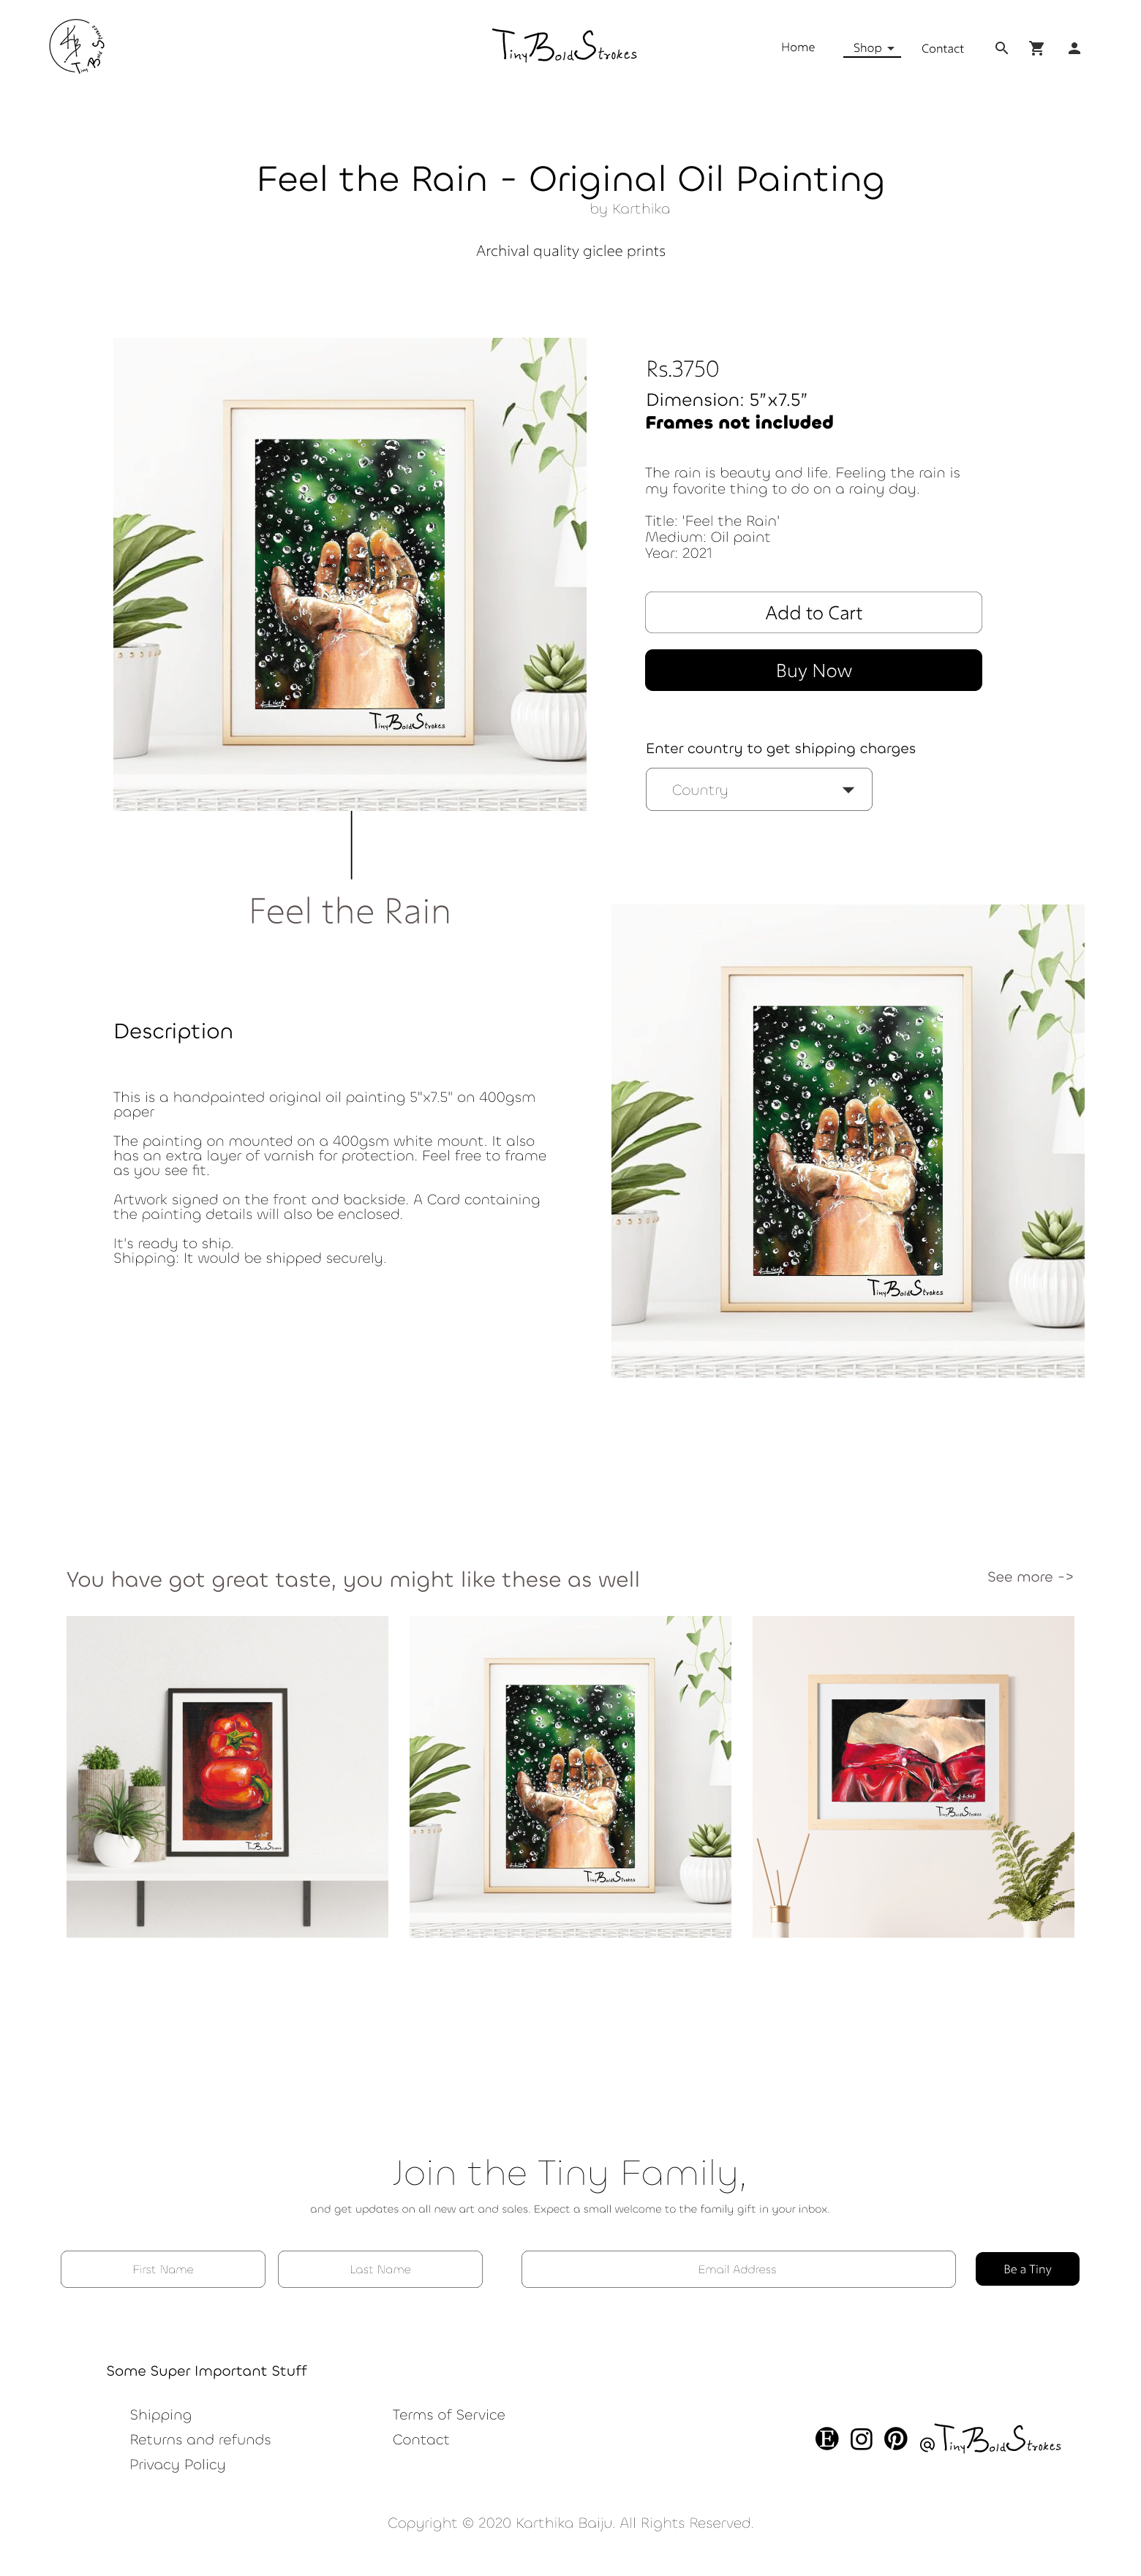 TinyBoldStrokes
TinyBoldStrokes
Home
Shop
Contact
Feel the Rain - Original Oil Painting
by Karthika
Archival quality giclee prints
Rs.3750
Dimension: 5”x7.5”
Frames not included
The rain is beauty and life. Feeling the rain is
my favorite thing to do on a rainy day.
Title: 'Feel the Rain'
Medium: Oil paint
Year: 2021
Add to Cart
Buy Now
Enter country to get shipping charges
Country
TinyBoldStrokes
Feel the Rain
Description
This is a handpainted original oil painting 5"x7.5" on 400gsm
paper
The painting on mounted on a 400gsm white mount. It also
has an extra layer of varnish for protection. Feel free to frame
as you see fit.
Artwork signed on the front and backside. A Card containing
the painting details will also be enclosed.
It's ready to ship.
Shipping: It would be shipped securely.
TinyBoldStrokes
You have got great taste, you might like these as well
See more ->
TinyBoldStrokes
TinyBoldStrokes
TinyBoldStrokes
Join the Tiny Family,
and get updates on all new art and sales. Expect a small welcome to the family gift in your inbox.
First Name
Last Name
Email Address
Be a Tiny
Some Super Important Stuff
Shipping
Returns and refunds
Privacy Policy
Terms of Service
Contact
@TinyBoldStrokes
Copyright © 2020 Karthika Baiju. All Rights Reserved.